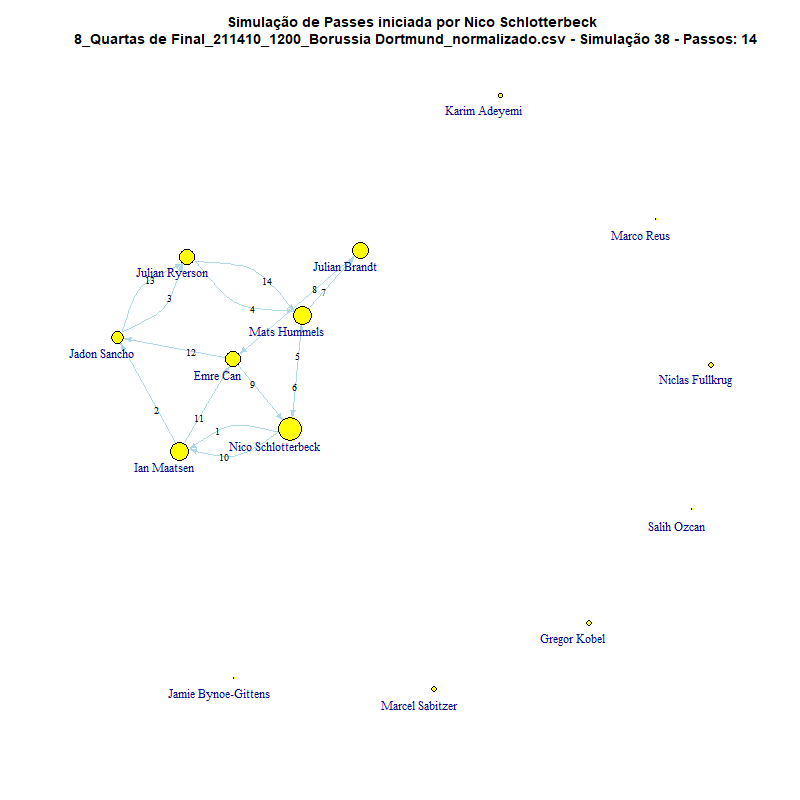 Simulação de Passes iniciada por Nico Schlotterbeck
8_Quartas de Final_211410_1200_Borussia Dortmund_normalizado.csv - Simulação 38 - Passos: 14
Karim Adeyemi
Marco Reus
Julian Brandt
Julian Ryerson
13
14
8
7
3
4
Mats Hummels
Jadon Sancho
12
5
Niclas Fullkrug
Emre Can
9
6
2
11
1
Nico Schlotterbeck
10
Ian Maatsen
Salih Ozcan
Gregor Kobel
Jamie Bynoe-Gittens
Marcel Sabitzer